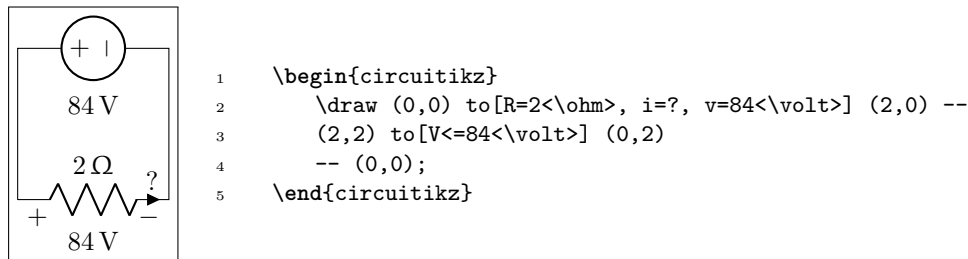 + −
84 V
2 Ω
?
+ −
84 V
1 \begin{circuitikz}
2 \draw (0,0) to[R=2<\ohm>, i=?, v=84<\volt>] (2,0) --
3 (2,2) to[V<=84<\volt>] (0,2)
4 -- (0,0);
5 \end{circuitikz}